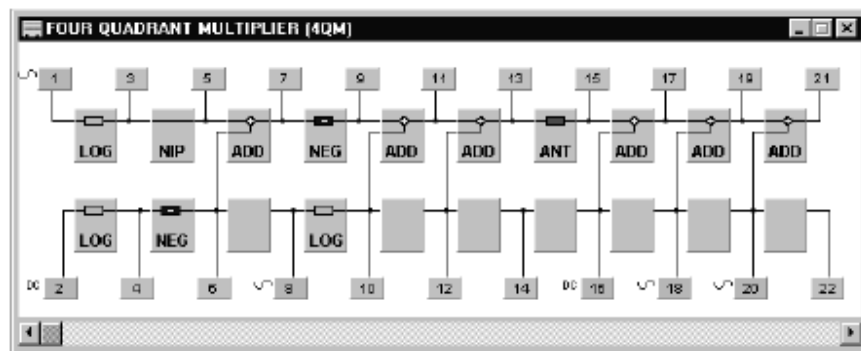 FOUR QUADRANT MULTIPLIER (4QM)
1 3 5 7 9 11 13 15 17 19 21
LOG NIP ADD NEG ADD ADD ANT ADD ADD ADD
LOG NEG LOG
DC 2 4 6 8 10 12 14 DC 16 18 20 22